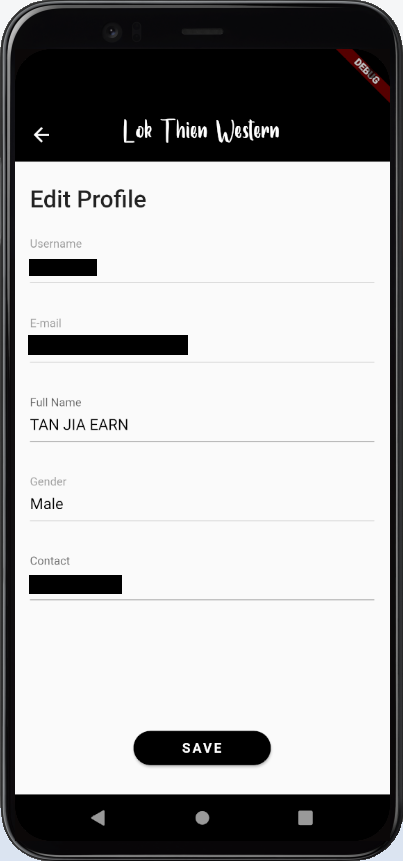 DEBUG
Lok Thien Western
Edit Profile
Username
E-mail
Full Name
TAN JIA EARN
Gender
Male
Contact
SAVE